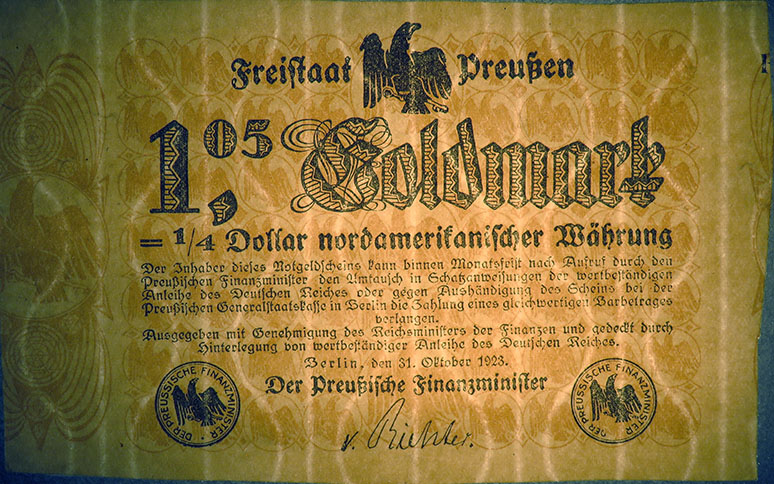 Freistaat Preußen
1,05 Goldmark
= 1/4 Dollar nordamerikanischer Währung
Der Inhaber dieses Notgeldscheins kann binnen Monatsfrist nach Aufruf durch den
Preußischen Finanzminister den Umtausch in Schatzanweisungen der wertbeständigen
Anleihe des Deutschen Reiches oder gegen Aushändigung des Scheins bei der
Preußischen Generalstaatskasse in Berlin die Zahlung eines gleichwertigen Barbetrages
verlangen.
Ausgegeben mit Genehmigung des Reichsministers der Finanzen und gedeckt durch
Hinterlegung von wertbeständiger Anleihe des Deutschen Reiches.
Berlin, den 31. Oktober 1923.
Der Preußische Finanzminister
v. Richter.
DER PREUSSISCHE FINANZMINISTER
DER PREUSSISCHE FINANZMINISTER